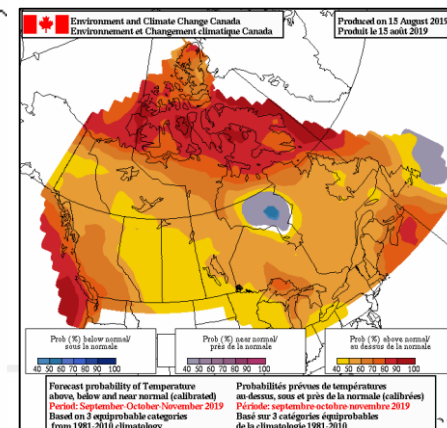 Environment and Climate Change Canada
Environnement et Changement climatique Canada
Produced on 15 August 2019
Produit le 15 août 2019
Prob (%) below normal/
sous la normale
40 50 60 70 80 90 100
Prob (%) near normal/
près de la normale
40 50 60 70 80 90 100
Prob (%) above normal/
au dessus de la normale
40 50 60 70 80 90 100
Forecast probability of Temperature
above, below and near normal (calibrated)
Period: September-October-November 2019
Based on 3 equiprobable categories
from 1981-2010 climatology
Probabilités prévues de températures
au-dessus, sous et près de la normale (calibrées)
Période: septembre-octobre-novembre 2019
Basé sur 3 catégories équiprobables
de la climatologie 1981-2010